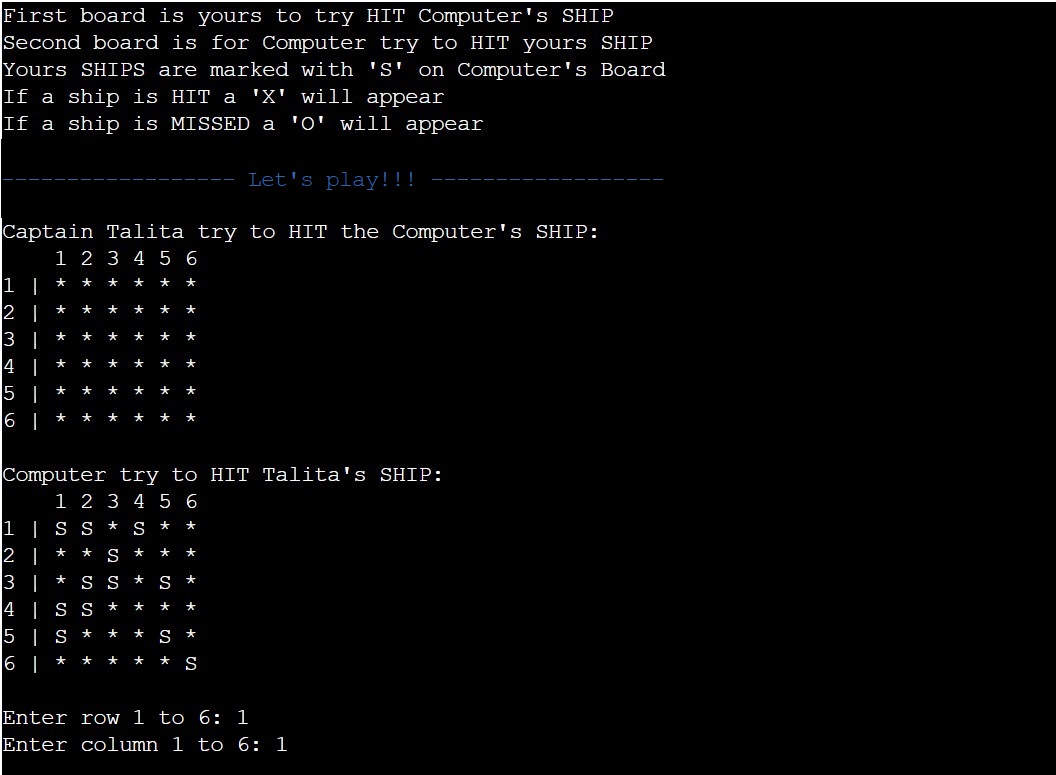 First board is yours to try HIT Computer's SHIP
Second board is for Computer try to HIT yours SHIP
Yours SHIPS are marked with 'S' on Computer's Board
If a ship is HIT a 'X' will appear
If a ship is MISSED a 'O' will appear
------------------ Let's play!!! ------------------
Captain Talita try to HIT the Computer's SHIP:
    1 2 3 4 5 6
1 | * * * * * *
2 | * * * * * *
3 | * * * * * *
4 | * * * * * *
5 | * * * * * *
6 | * * * * * *
Computer try to HIT Talita's SHIP:
    1 2 3 4 5 6
1 | S S * S * *
2 | * * S * * *
3 | * S S * S *
4 | S S * * * *
5 | S * * * S *
6 | * * * * * S
Enter row 1 to 6: 1
Enter column 1 to 6: 1